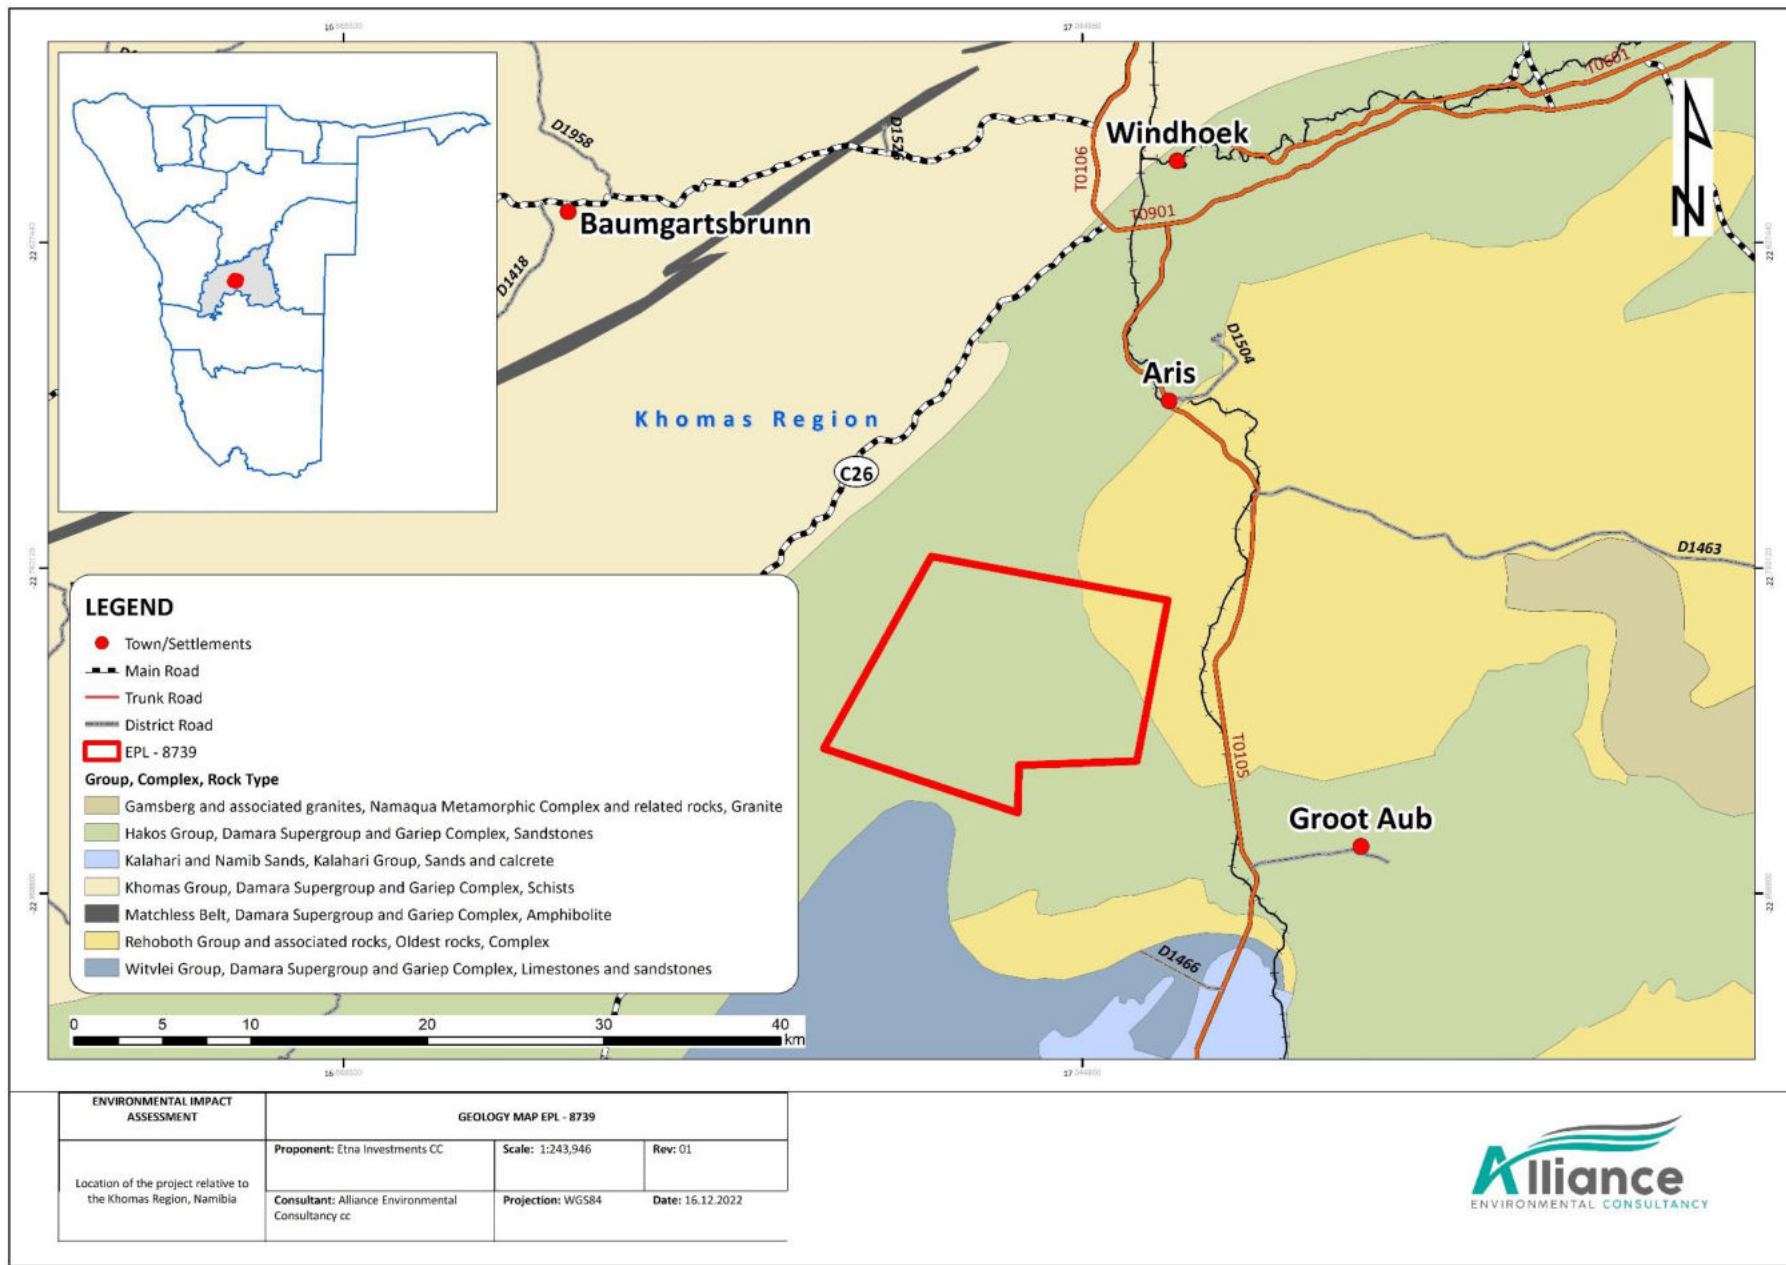 Windhoek
Baumgartsbrunn
Aris
Groot Aub
Khomas Region
C26
D1958
D1526
D1418
T0106
T0901
T0601
D1504
D1463
T0105
D1466
N
LEGEND
Town/Settlements
Main Road
Trunk Road
District Road
EPL - 8739
Group, Complex, Rock Type
Gamsberg and associated granites, Namaqua Metamorphic Complex and related rocks, Granite
Hakos Group, Damara Supergroup and Gariep Complex, Sandstones
Kalahari and Namib Sands, Kalahari Group, Sands and calcrete
Khomas Group, Damara Supergroup and Gariep Complex, Schists
Matchless Belt, Damara Supergroup and Gariep Complex, Amphibolite
Rehoboth Group and associated rocks, Oldest rocks, Complex
Witvlei Group, Damara Supergroup and Gariep Complex, Limestones and sandstones
0 5 10 20 30 40
km
ENVIRONMENTAL IMPACT
ASSESSMENT
GEOLOGY MAP EPL - 8739
Proponent: Etna Investments CC
Scale: 1:243,946
Rev: 01
Location of the project relative to
the Khomas Region, Namibia
Consultant: Alliance Environmental
Consultancy cc
Projection: WGS84
Date: 16.12.2022
Alliance
ENVIRONMENTAL CONSULTANCY